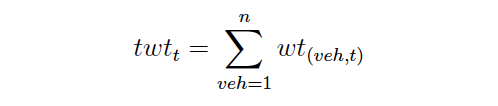 twt_t = \sum_{veh=1}^{n} wt_{(veh,t)}